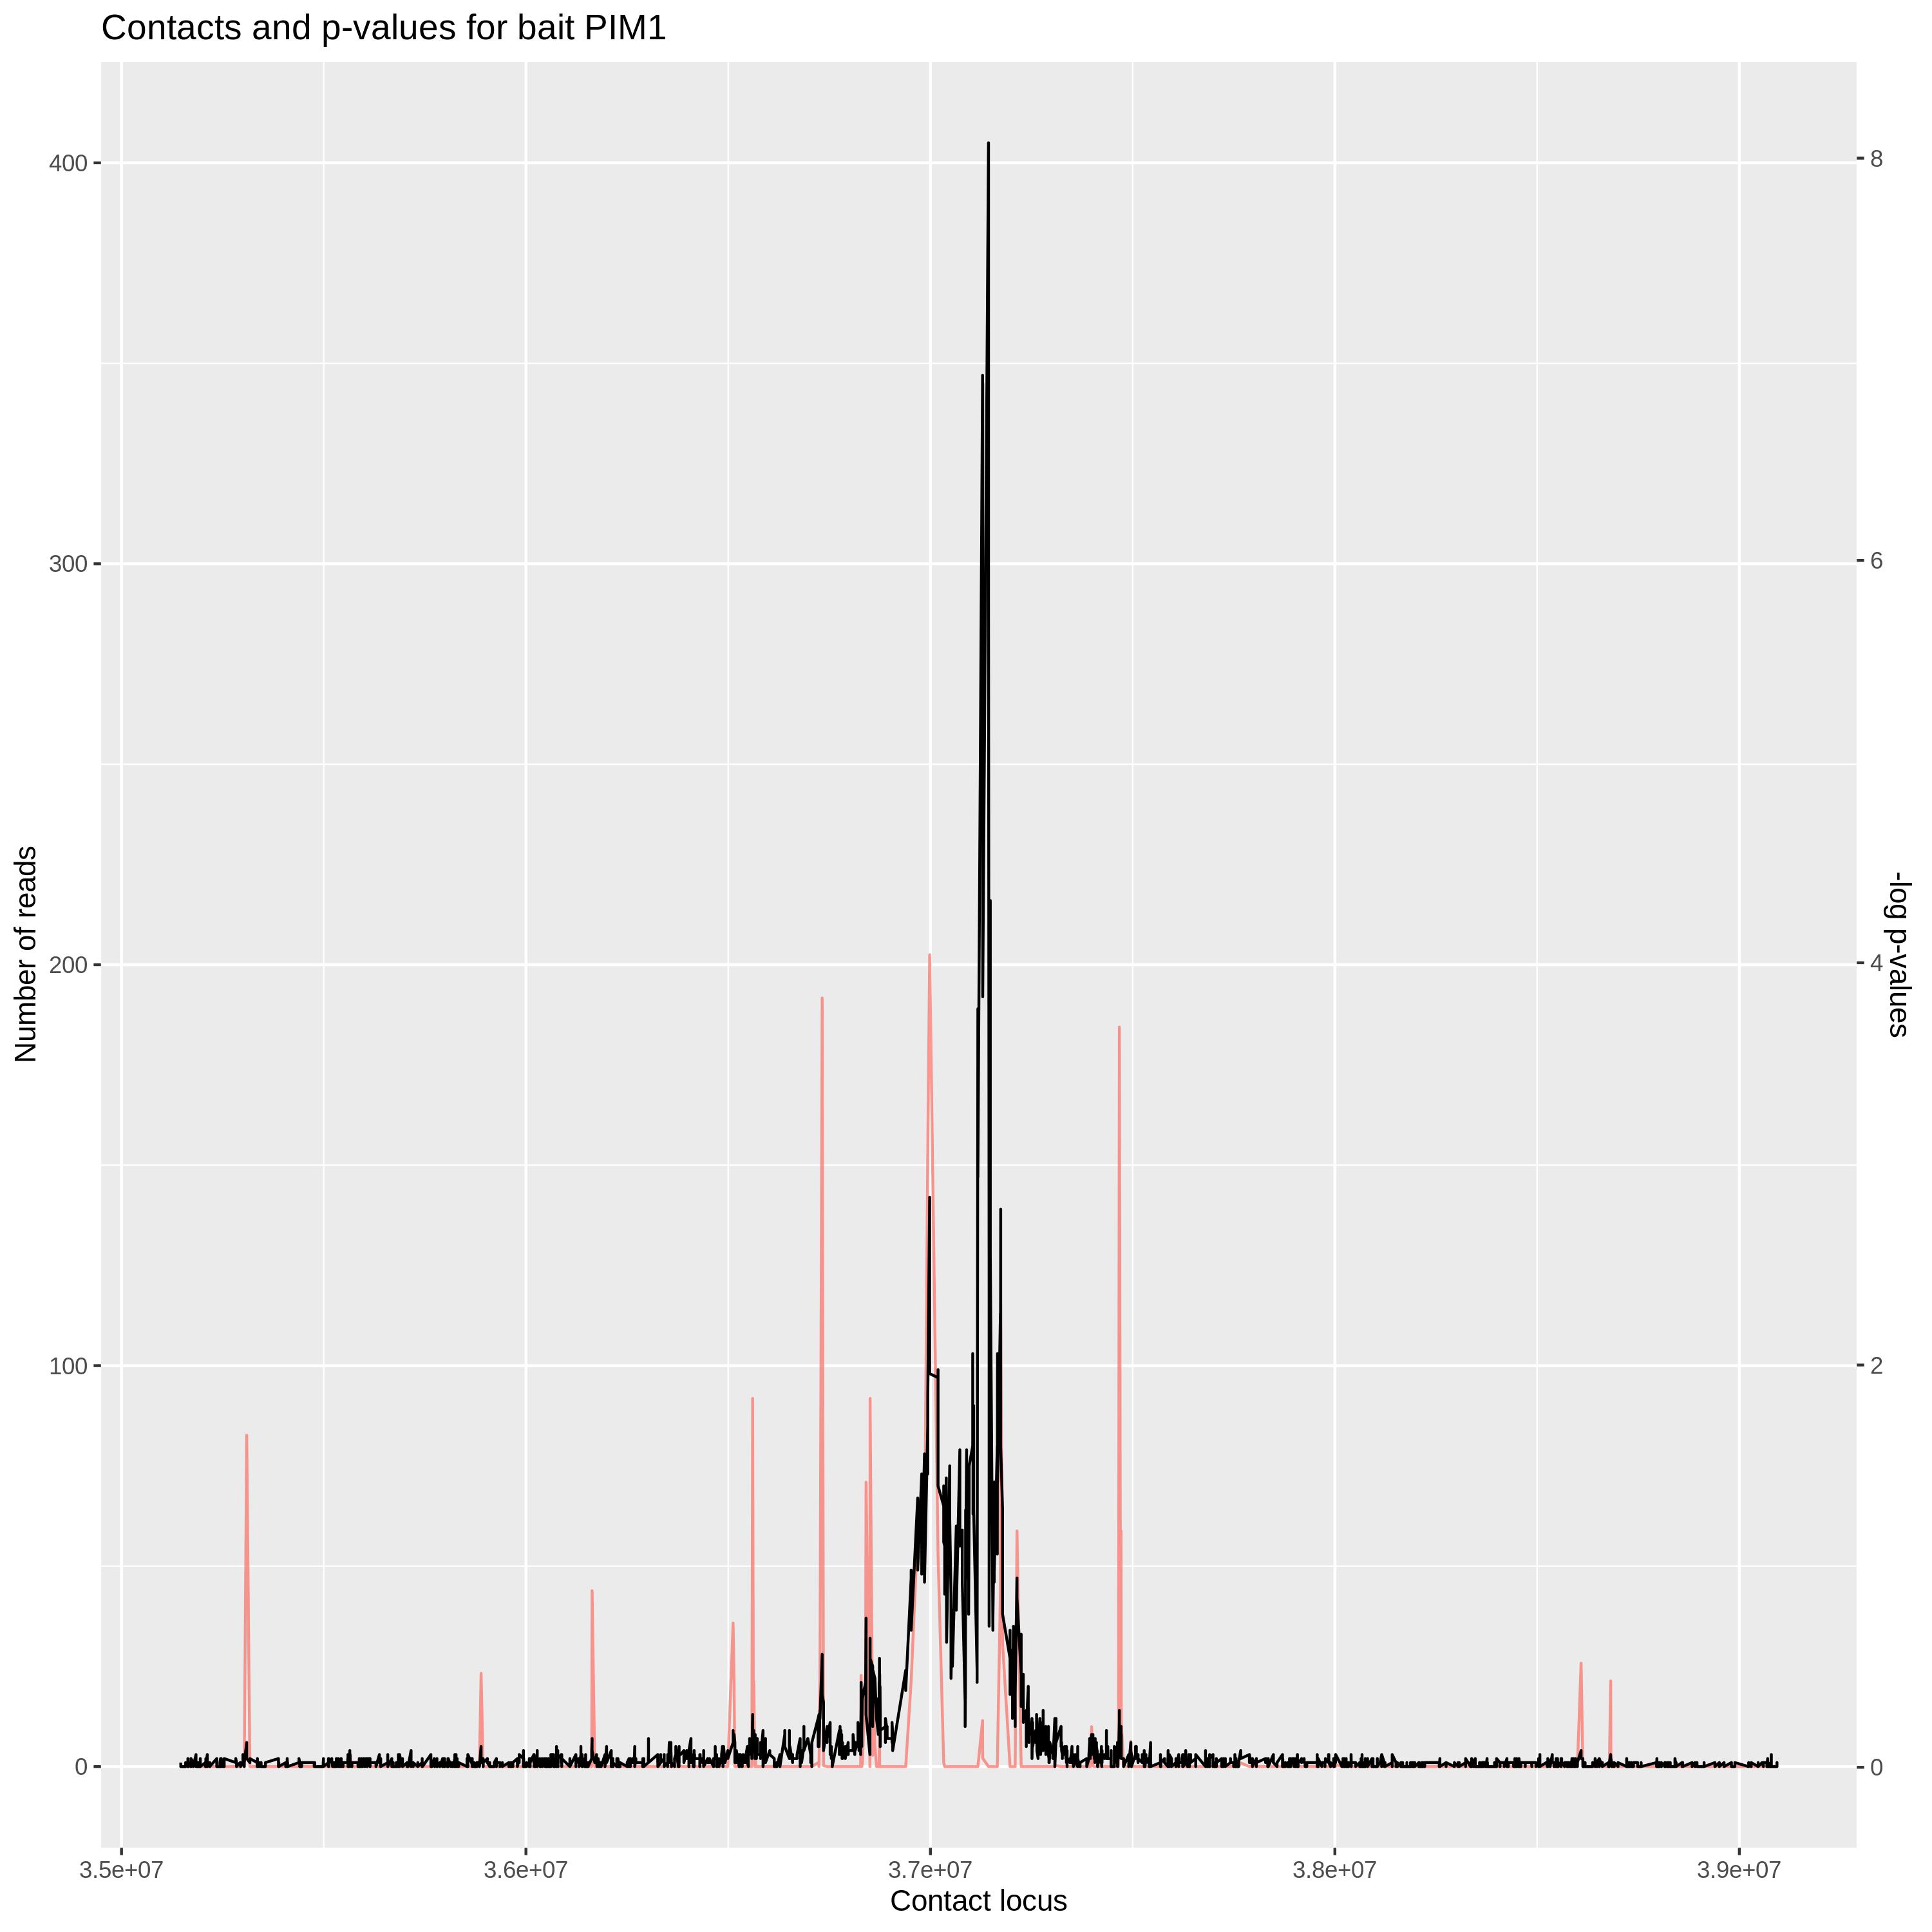 Contacts and p-values for bait PIM1
400
300
200
100
0
Number of reads
8
6
4
2
0
-log p-values
3.5e+07
3.6e+07
3.7e+07
3.8e+07
3.9e+07
Contact locus